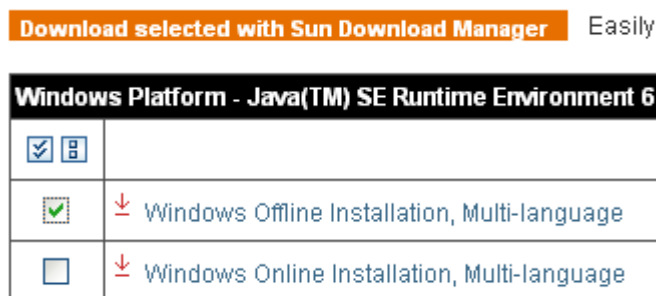 Download selected with Sun Download Manager Easily
Windows Platform - Java(TM) SE Runtime Environment 6
Windows Offline Installation, Multi-language
Windows Online Installation, Multi-language